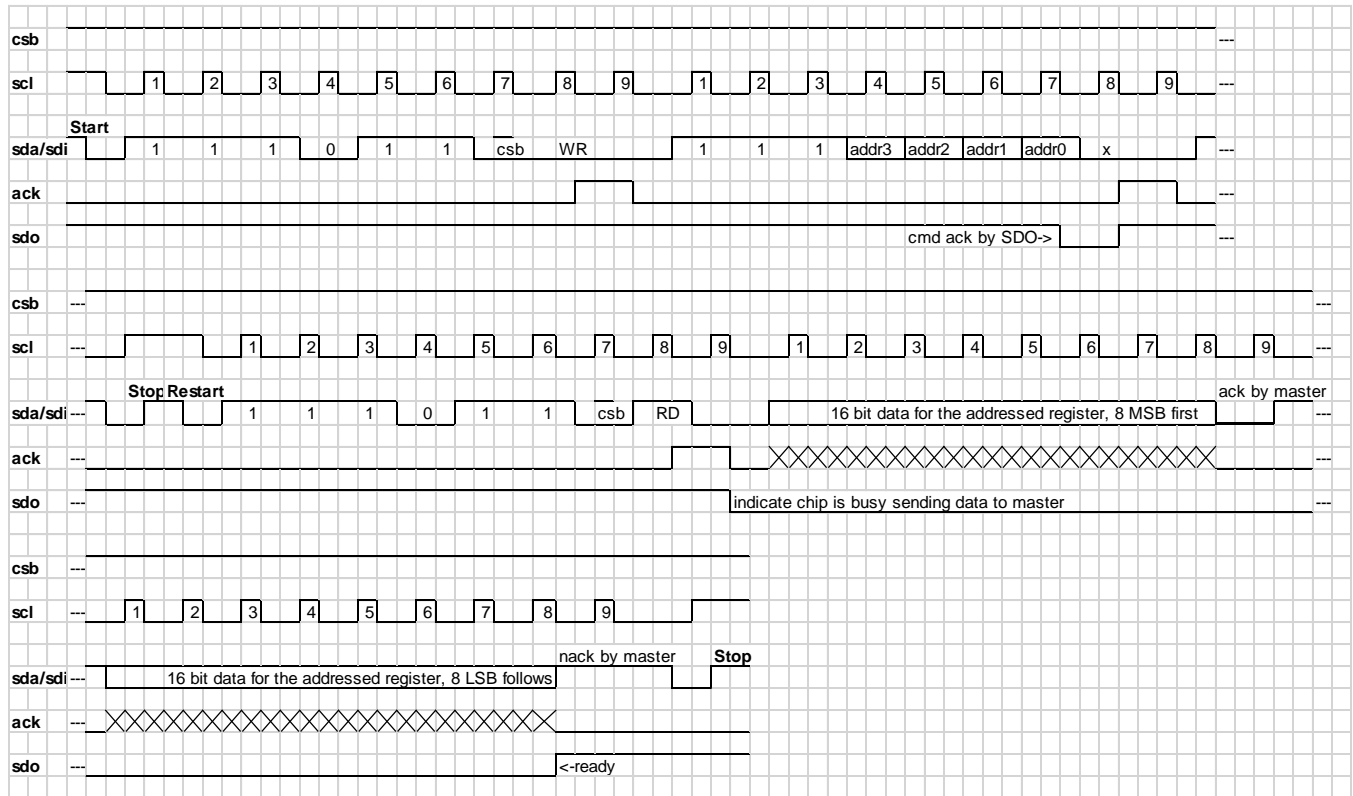 csb ---
scl 1 2 3 4 5 6 7 8 9 1 2 3 4 5 6 7 8 9 ---
Start
sda/sdi 1 1 1 0 1 1 csb WR 1 1 1 addr3 addr2 addr1 addr0 x ---
ack ---
sdo cmd ack by SDO-> ---
csb --- ---
scl --- 1 2 3 4 5 6 7 8 9 1 2 3 4 5 6 7 8 9 ---
Stop Restart ack by master
sda/sdi --- 1 1 1 0 1 1 csb RD 16 bit data for the addressed register, 8 MSB first ---
ack --- ---
sdo --- indicate chip is busy sending data to master ---
csb ---
scl --- 1 2 3 4 5 6 7 8 9
nack by master Stop
sda/sdi --- 16 bit data for the addressed register, 8 LSB follows
ack ---
sdo --- <-ready